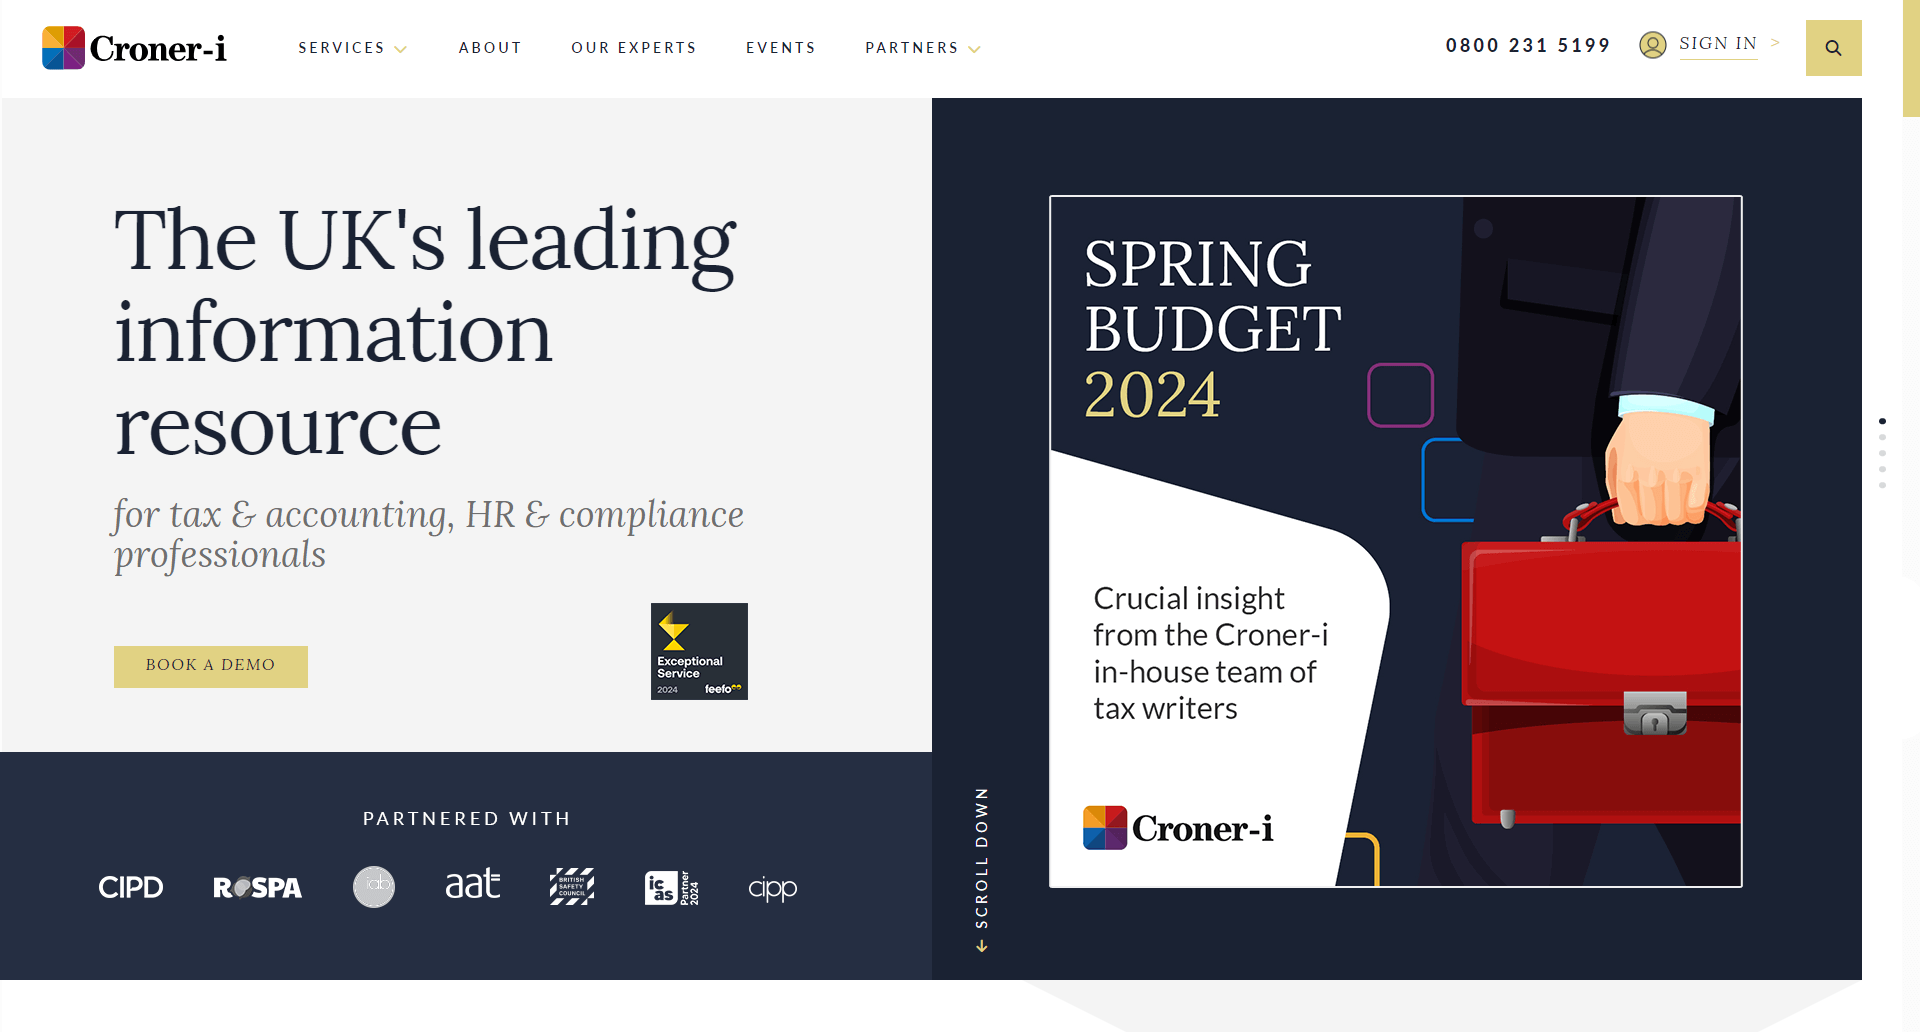 Croner-i
SERVICES
ABOUT
OUR EXPERTS
EVENTS
PARTNERS
0800 231 5199
SIGN IN >
The UK's leading
information
resource
for tax & accounting, HR & compliance
professionals
BOOK A DEMO
Exceptional
Service
2024 feefo
PARTNERED WITH
CIPD
RoSPA
iab
aat
BRITISH
SAFETY
COUNCIL
icas
Partner
2024
cipp
SCROLL DOWN
SPRING
BUDGET
2024
Crucial insight
from the Croner-i
in-house team of
tax writers
Croner-i